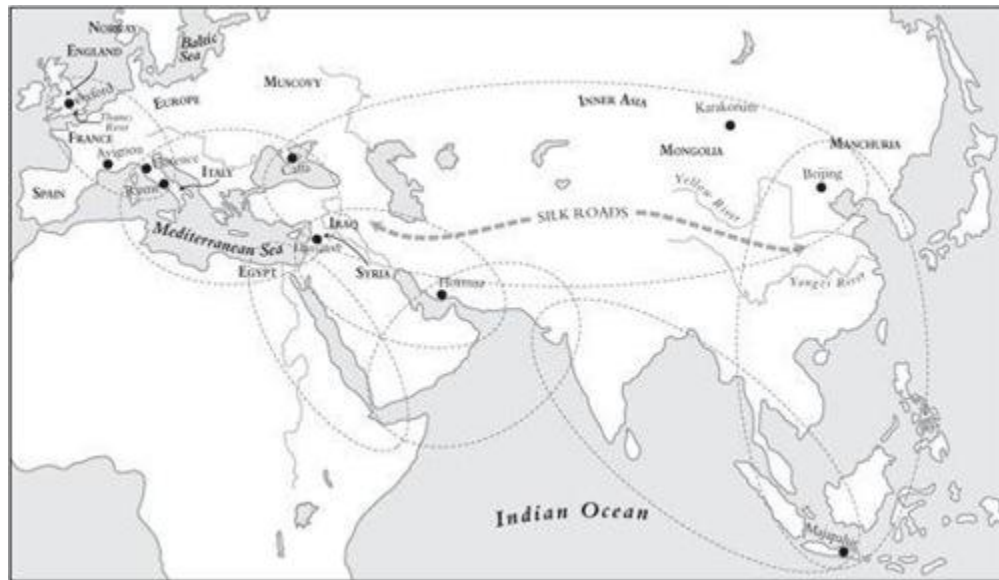 NORWAY
ENGLAND
Baltic
Sea
Oxford
Thames
River
EUROPE
MUSCOVY
FRANCE
Avignon
Florence
ITALY
Rome
SPAIN
Caffa
INNER ASIA
Karakorum
MONGOLIA
MANCHURIA
Beijing
Yellow River
SILK ROADS
Mediterranean Sea
IRAQ
EGYPT
SYRIA
Hormuz
Yangzi River
Indian Ocean
Majapahit